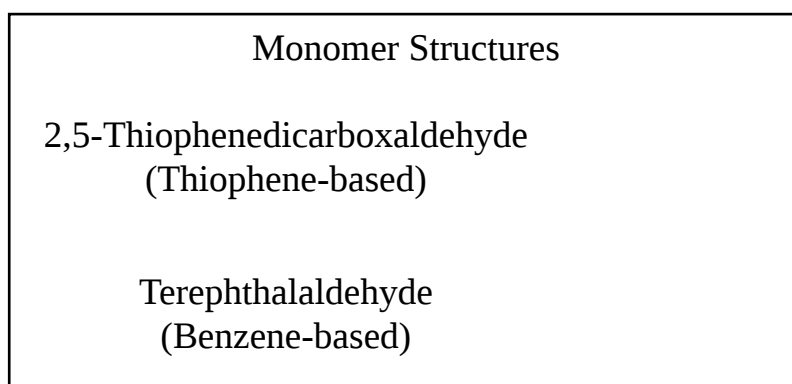 Monomer Structures
2,5-Thiophenedicarboxaldehyde
(Thiophene-based)
Terephthalaldehyde
(Benzene-based)